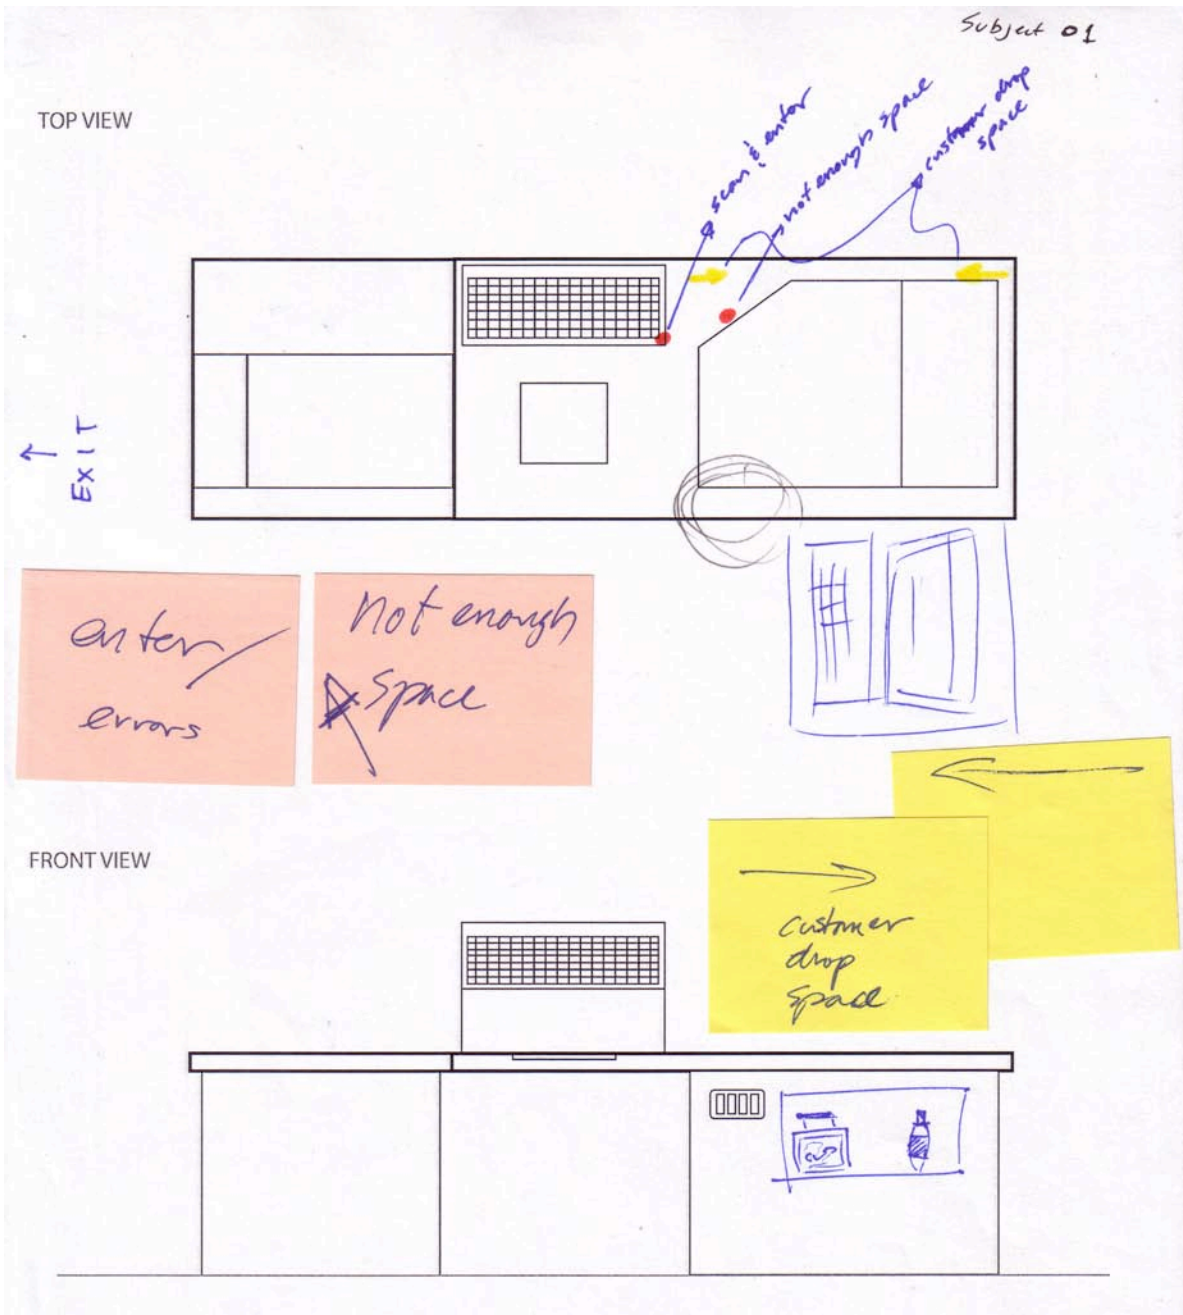 Subject 01
TOP VIEW
scan & enter
not enough space
customer drop
space
EXIT
enter/
errors
Not enough
Space
FRONT VIEW
customer
drop
space